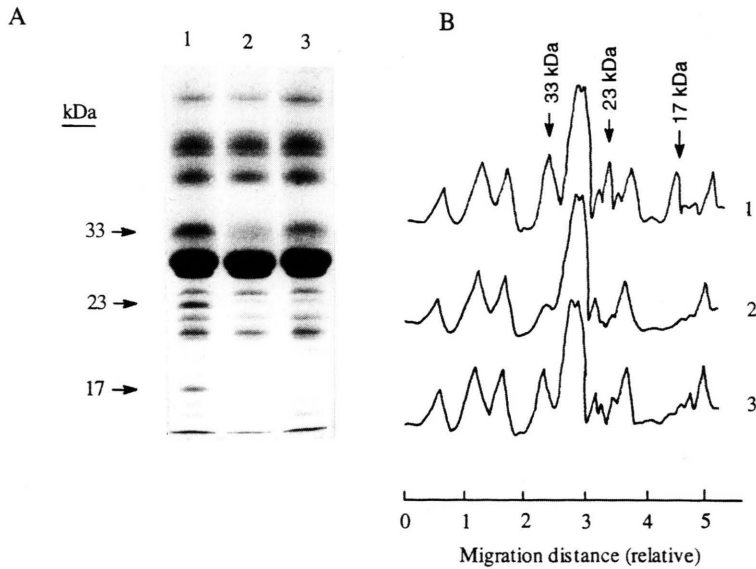 A
1 2 3
kDa
33
23
17
B
33 kDa
23 kDa
17 kDa
1
2
3
0 1 2 3 4 5
Migration distance (relative)